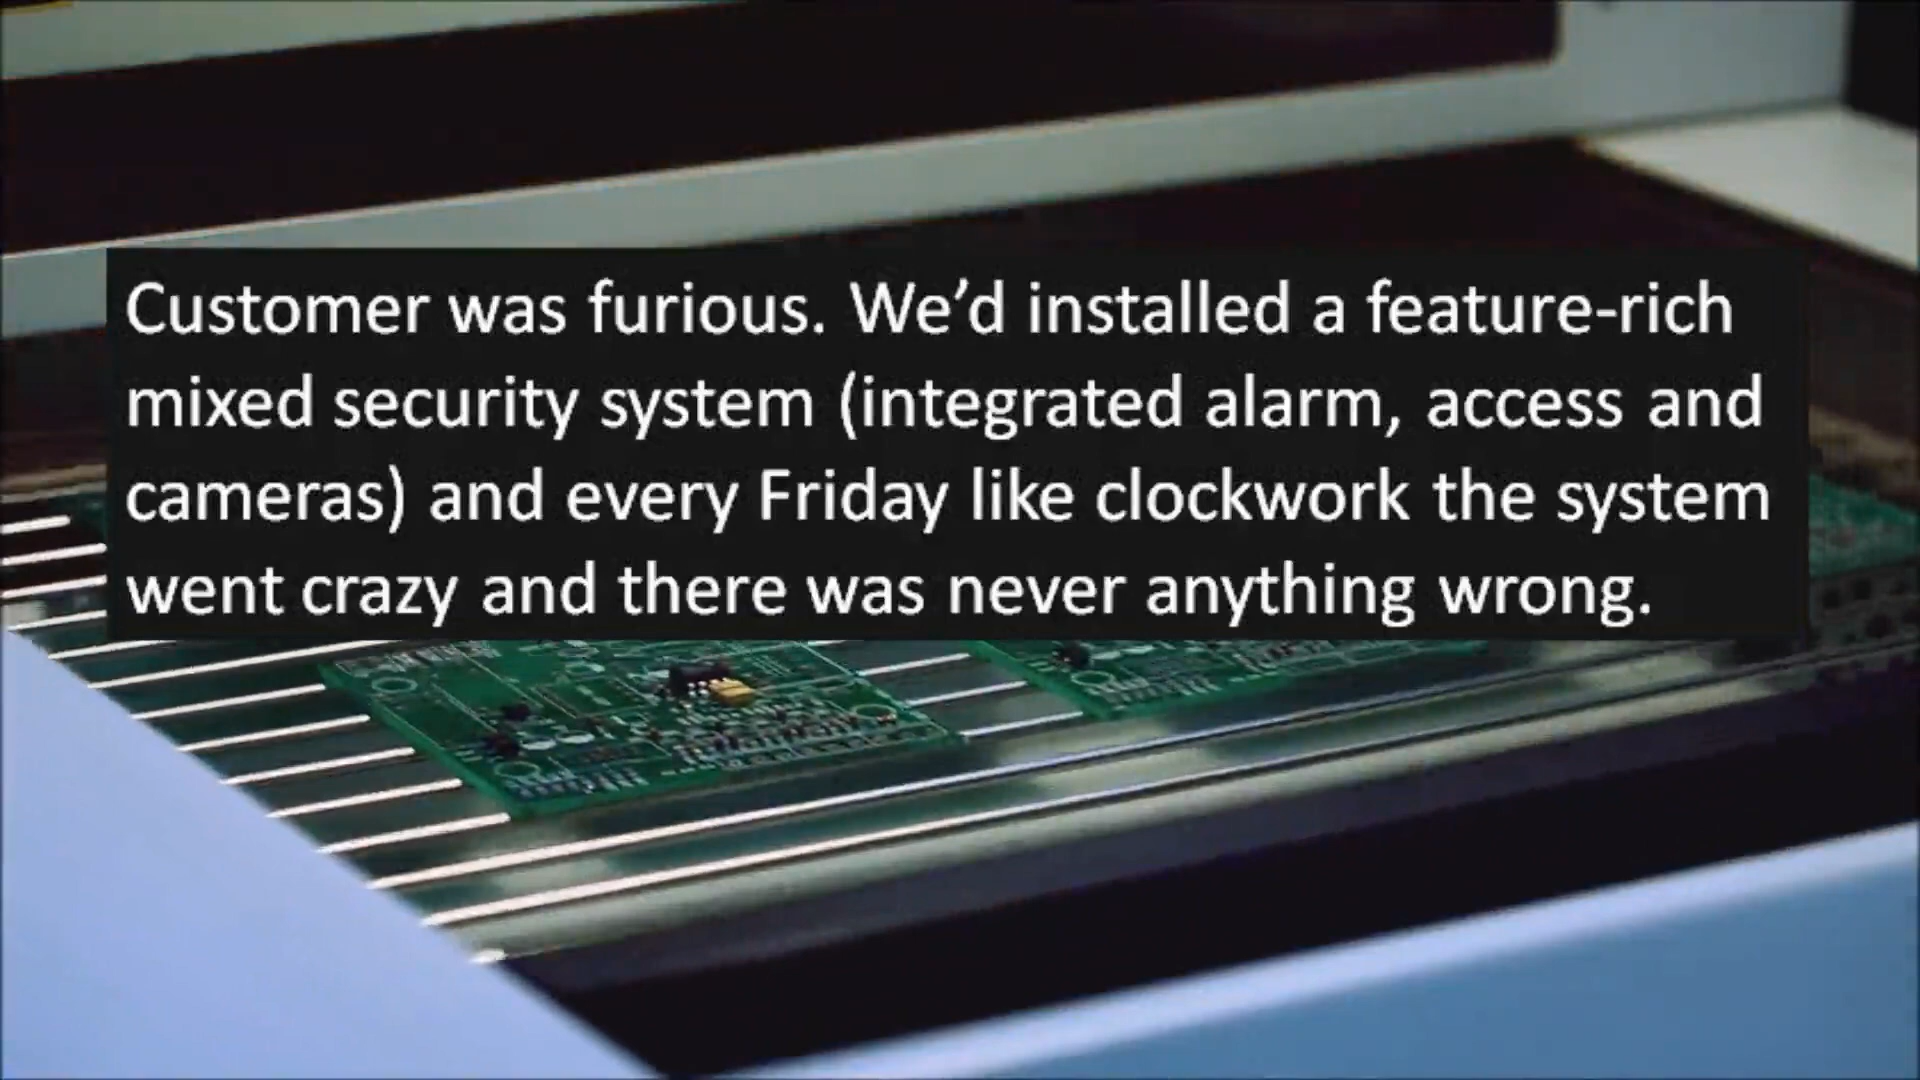 Customer was furious. We’d installed a feature-rich
mixed security system (integrated alarm, access and
cameras) and every Friday like clockwork the system
went crazy and there was never anything wrong.